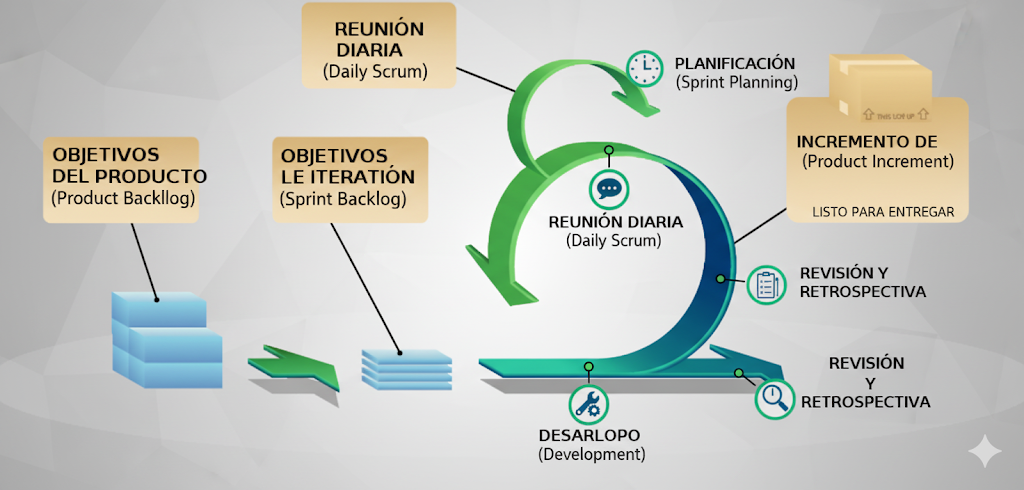 REUNIÓN
DIARIA
(Daily Scrum)
PLANIFICACIÓN
(Sprint Planning)
THIS LOT UP
INCREMENTO DE
(Product Increment)
LISTO PARA ENTREGAR
OBJETIVOS
DEL PRODUCTO
(Product Backllog)
OBJETIVOS
LE ITERATIÓN
(Sprint Backlog)
REUNIÓN DIARIA
(Daily Scrum)
REVISIÓN Y
RETROSPECTIVA
REVISIÓN
Y
RETROSPECTIVA
DESARLOPO
(Development)